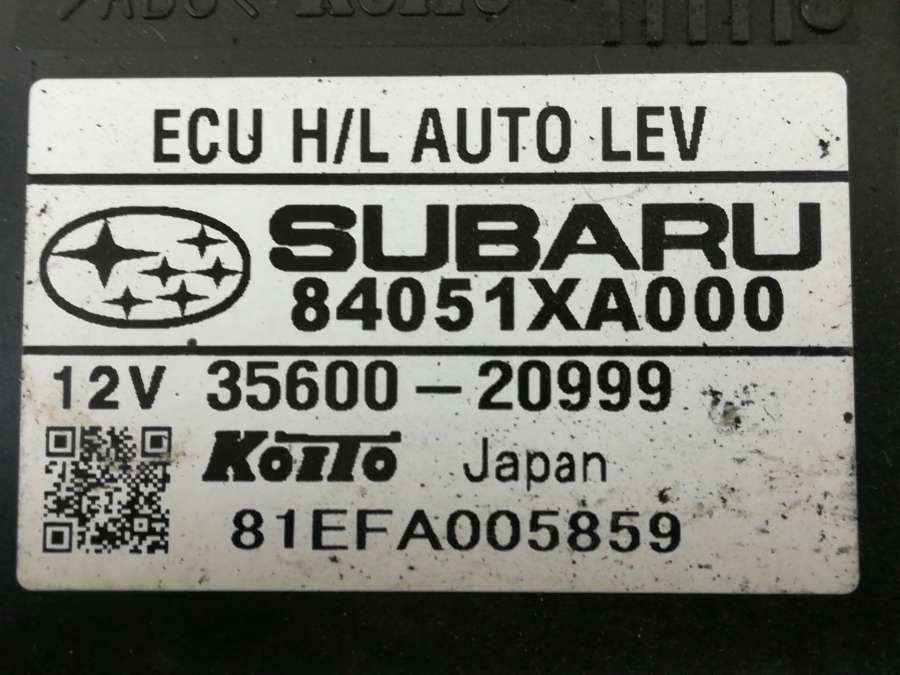 ECU H/L AUTO LEV
SUBARU
84051XA000
12V 35600-20999
KOITO Japan
81EFA005859